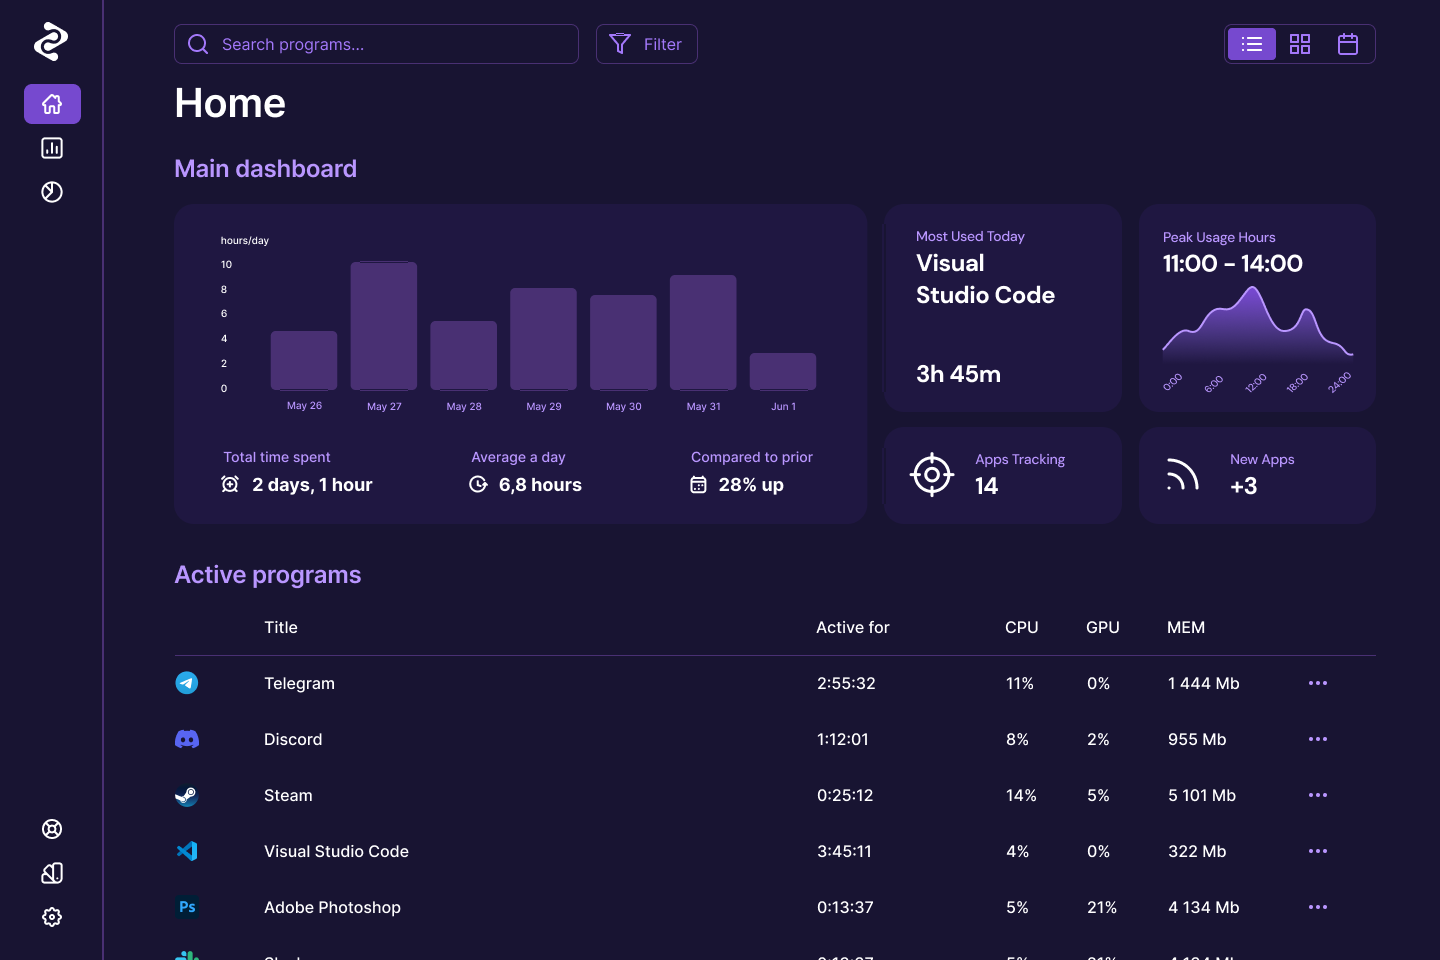 Search programs...
Filter
Home
Main dashboard
hours/day
10
8
6
4
2
0
May 26
May 27
May 28
May 29
May 30
May 31
Jun 1
Total time spent
2 days, 1 hour
Average a day
6,8 hours
Compared to prior
28% up
Most Used Today
Visual
Studio Code
3h 45m
Peak Usage Hours
11:00 – 14:00
0:00
6:00
12:00
18:00
24:00
Apps Tracking
14
New Apps
+3
Active programs
Title Active for CPU GPU MEM
Telegram 2:55:32 11% 0% 1 444 Mb
Discord 1:12:01 8% 2% 955 Mb
Steam 0:25:12 14% 5% 5 101 Mb
Visual Studio Code 3:45:11 4% 0% 322 Mb
Ps Adobe Photoshop 0:13:37 5% 21% 4 134 Mb